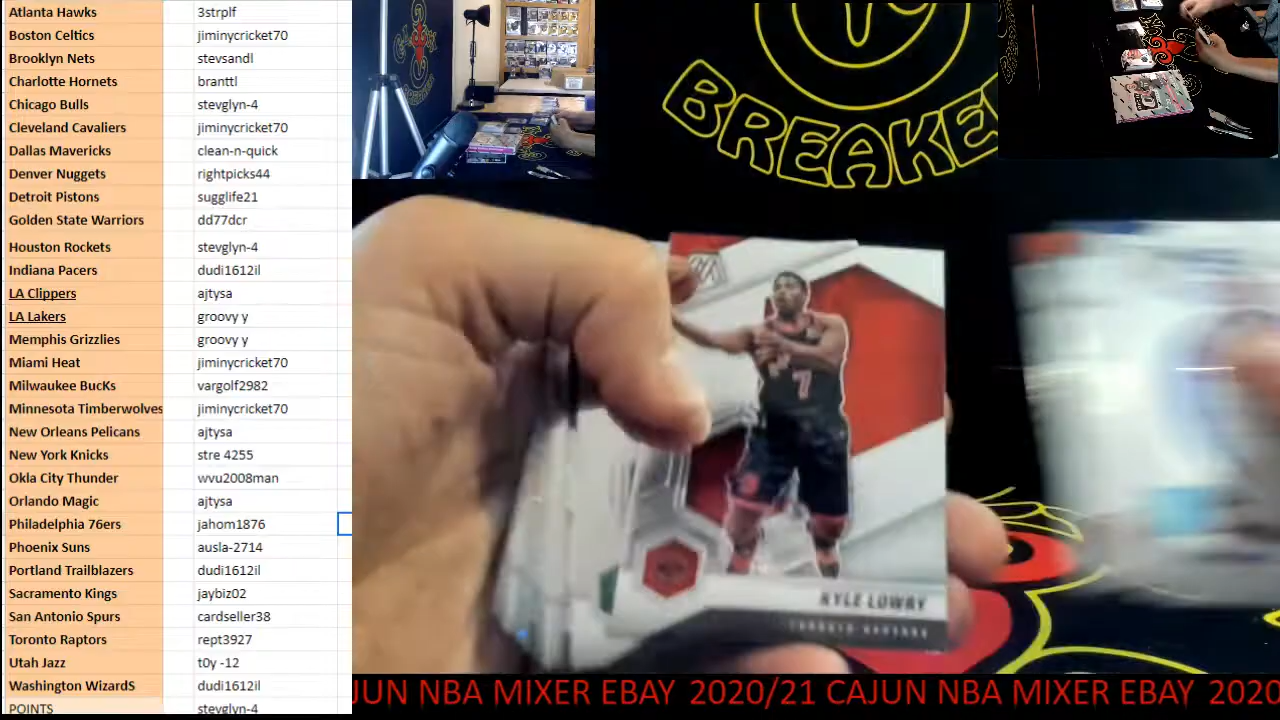 Atlanta Hawks 3strplf
Boston Celtics jiminycricket70
Brooklyn Nets stevsandl
Charlotte Hornets branttl
Chicago Bulls stevglyn-4
Cleveland Cavaliers jiminycricket70
Dallas Mavericks clean-n-quick
Denver Nuggets rightpicks44
Detroit Pistons sugglife21
Golden State Warriors dd77dcr
Houston Rockets stevglyn-4
Indiana Pacers dudi1612il
LA Clippers ajtysa
LA Lakers groovy y
Memphis Grizzlies groovy y
Miami Heat jiminycricket70
Milwaukee BucKs vargolf2982
Minnesota Timberwolves jiminycricket70
New Orleans Pelicans ajtysa
New York Knicks stre 4255
Okla City Thunder wvu2008man
Orlando Magic ajtysa
Philadelphia 76ers jahom1876
Phoenix Suns ausla-2714
Portland Trailblazers dudi1612il
Sacramento Kings jaybiz02
San Antonio Spurs cardseller38
Toronto Raptors rept3927
Utah Jazz t0y -12
Washington WizardS dudi1612il
POINTS stevglyn-4
BREAKE
7
KYLE LOWRY
TORONTO RAPTORS
JUN NBA MIXER EBAY 2020/21 CAJUN NBA MIXER EBAY 2020